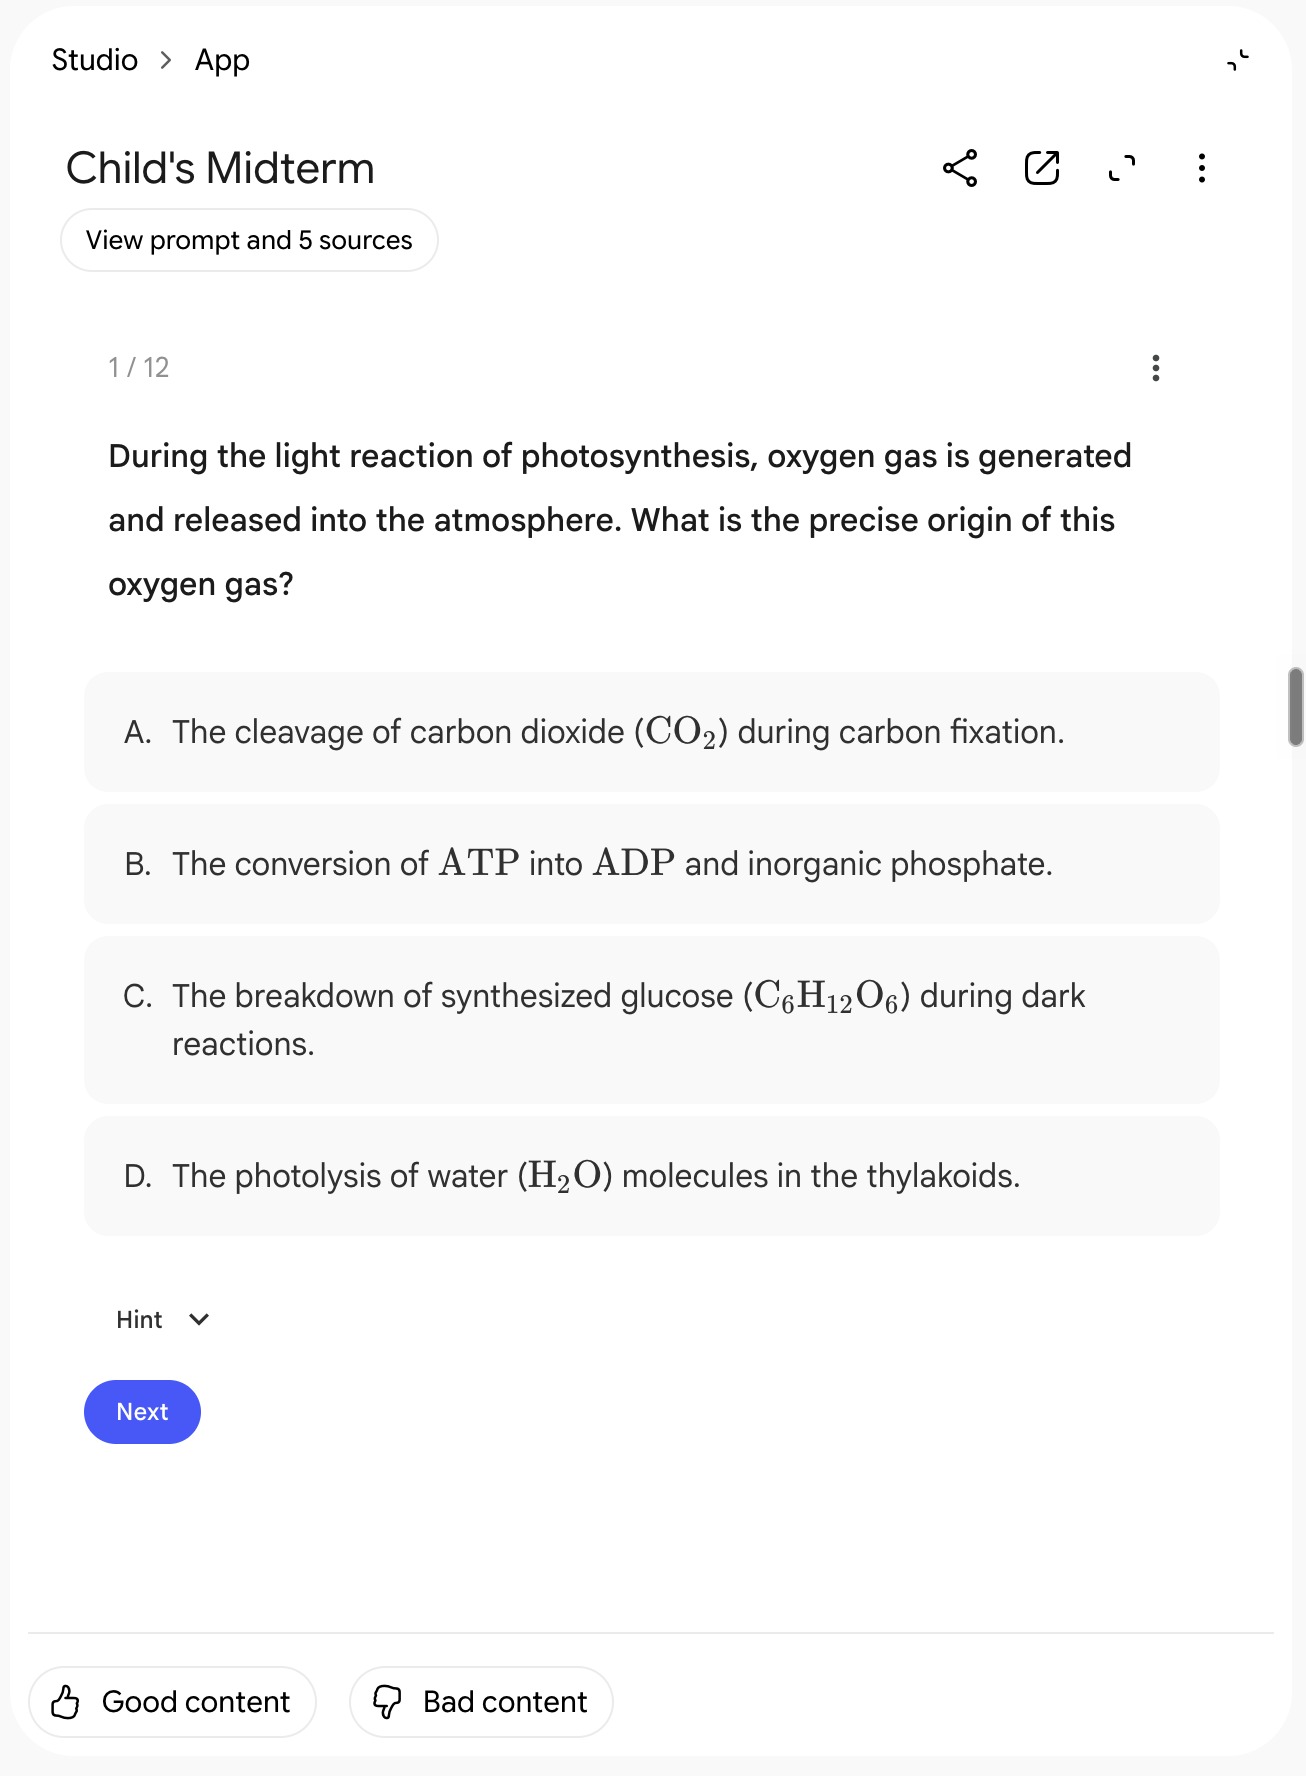 Studio > App
Child's Midterm
View prompt and 5 sources
1 / 12
During the light reaction of photosynthesis, oxygen gas is generated
and released into the atmosphere. What is the precise origin of this
oxygen gas?
A. The cleavage of carbon dioxide (CO₂) during carbon fixation.
B. The conversion of ATP into ADP and inorganic phosphate.
C. The breakdown of synthesized glucose (C₆H₁₂O₆) during dark
reactions.
D. The photolysis of water (H₂O) molecules in the thylakoids.
Hint
Next
Good content
Bad content